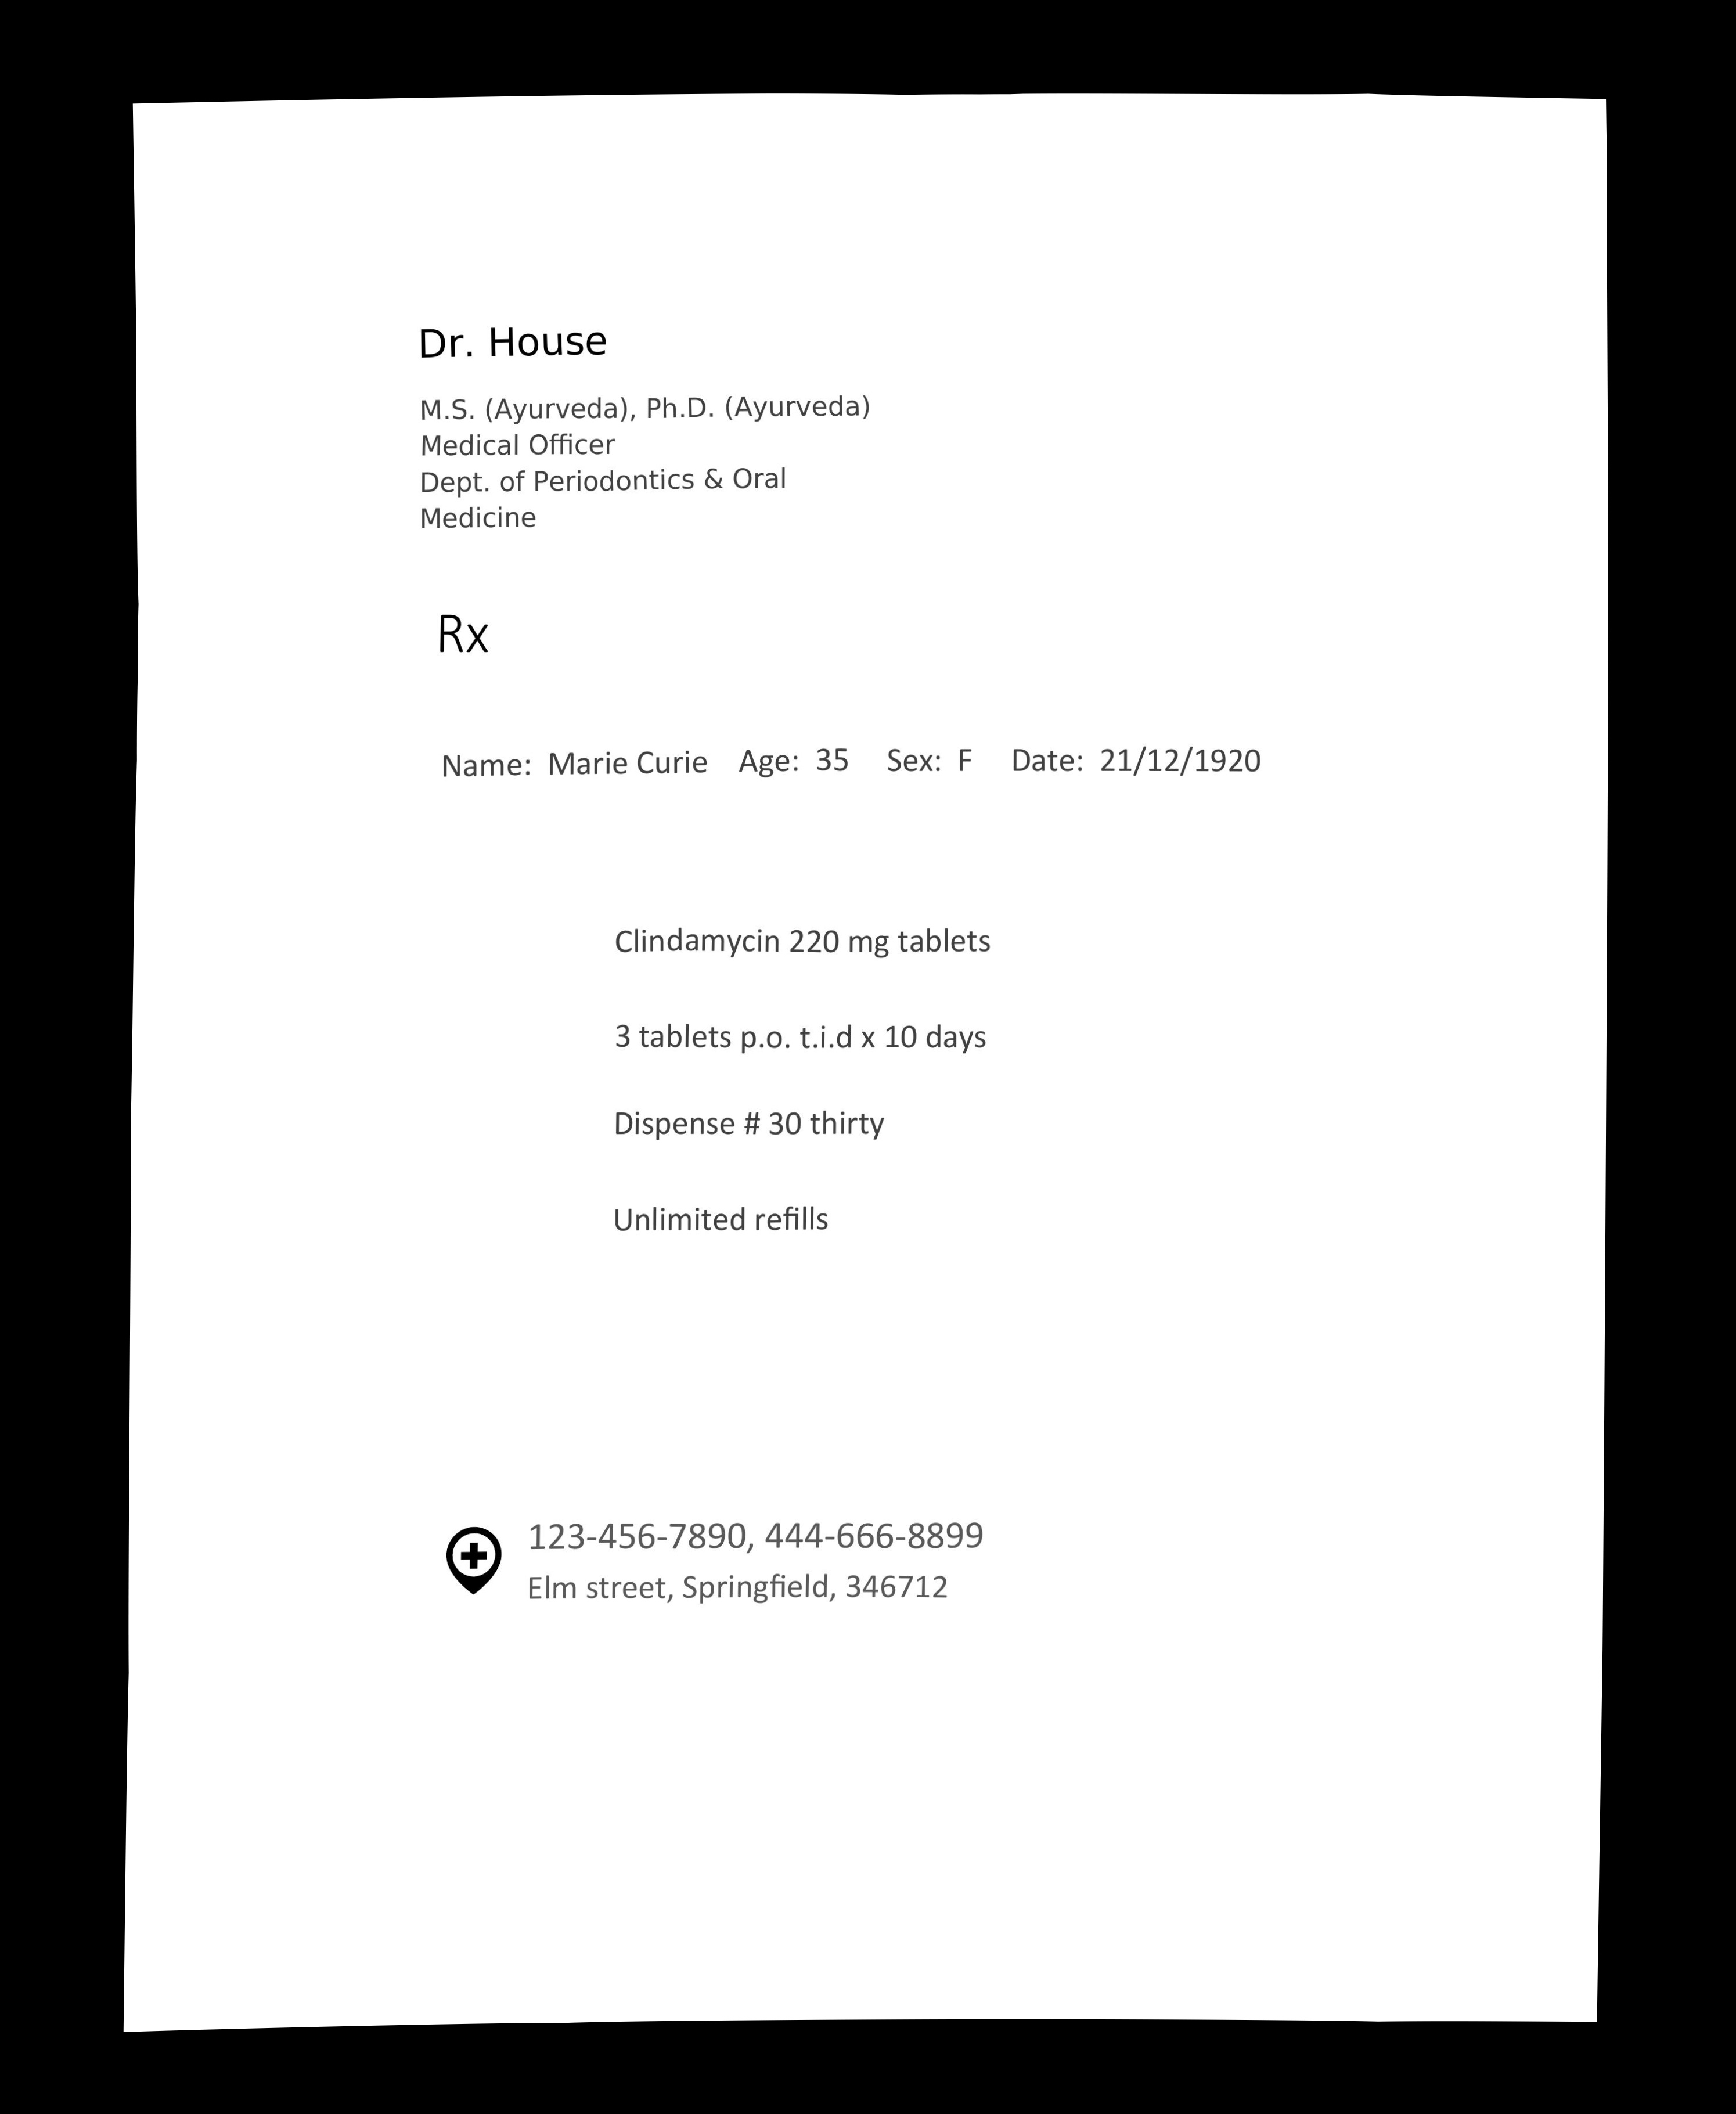 Dr. House
M.S. (Ayurveda), Ph.D. (Ayurveda)
Medical Officer
Dept. of Periodontics & Oral
Medicine
Rx
Name: Marie Curie Age: 35 Sex: F Date: 21/12/1920
Clindamycin 220 mg tablets
3 tablets p.o. t.i.d x 10 days
Dispense # 30 thirty
Unlimited refills
123-456-7890, 444-666-8899
Elm street, Springfield, 346712